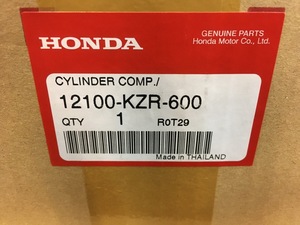 HONDA
GENUINE PARTS
Honda Motor Co., Ltd.
CYLINDER COMP./
12100-KZR-600
QTY 1 R0T29
Made in THAILAND